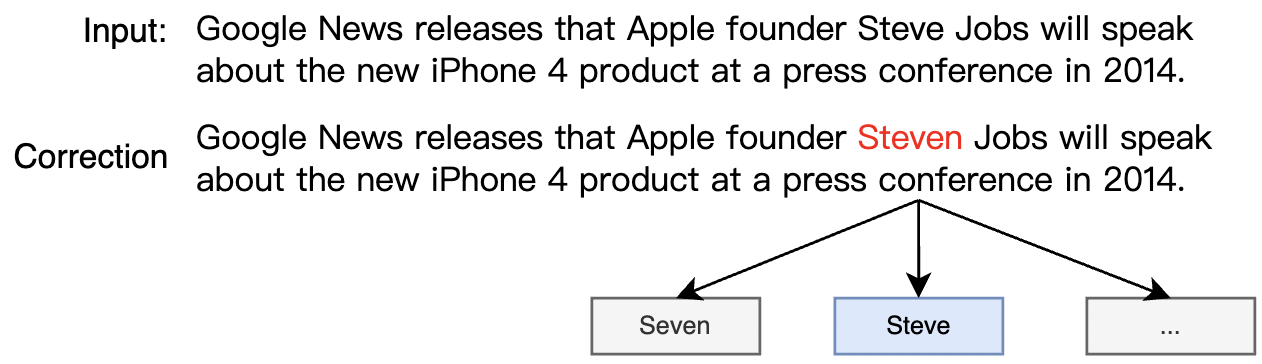 Input:
Google News releases that Apple founder Steve Jobs will speak
about the new iPhone 4 product at a press conference in 2014.
Correction
Google News releases that Apple founder Steven Jobs will speak
about the new iPhone 4 product at a press conference in 2014.
Seven
Steve
...